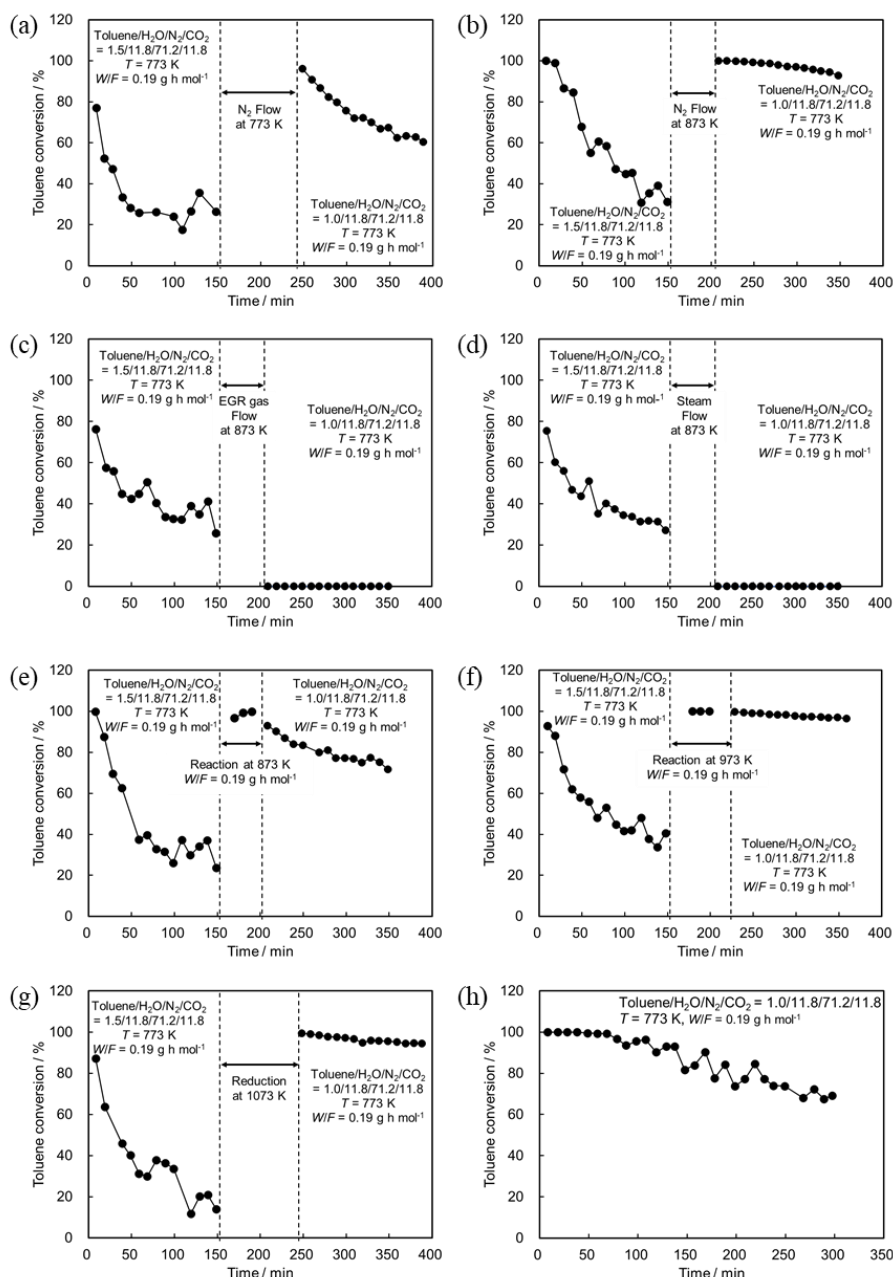 (a)
Toluene conversion / %
120
100
80
60
40
20
0
Toluene/H₂O/N₂/CO₂
= 1.5/11.8/71.2/11.8
T = 773 K
W/F = 0.19 g h mol⁻¹
N₂ Flow
at 773 K
Toluene/H₂O/N₂/CO₂
= 1.0/11.8/71.2/11.8
T = 773 K
W/F = 0.19 g h mol⁻¹
0 50 100 150 200 250 300 350 400
Time / min
(b)
Toluene conversion / %
120
100
80
60
40
20
0
N₂ Flow
at 873 K
Toluene/H₂O/N₂/CO₂
= 1.0/11.8/71.2/11.8
T = 773 K
W/F = 0.19 g h mol⁻¹
Toluene/H₂O/N₂/CO₂
= 1.5/11.8/71.2/11.8
T = 773 K
W/F = 0.19 g h mol⁻¹
0 50 100 150 200 250 300 350 400
Time / min
(c)
Toluene conversion / %
120
100
80
60
40
20
0
Toluene/H₂O/N₂/CO₂
= 1.5/11.8/71.2/11.8
T = 773 K
W/F = 0.19 g h mol⁻¹
EGR gas
Flow
at 873 K
Toluene/H₂O/N₂/CO₂
= 1.0/11.8/71.2/11.8
T = 773 K
W/F = 0.19 g h mol⁻¹
0 50 100 150 200 250 300 350 400
Time / min
(d)
Toluene conversion / %
120
100
80
60
40
20
0
Toluene/H₂O/N₂/CO₂
= 1.5/11.8/71.2/11.8
T = 773 K
W/F = 0.19 g h mol⁻¹
Steam
Flow
at 873 K
Toluene/H₂O/N₂/CO₂
= 1.0/11.8/71.2/11.8
T = 773 K
W/F = 0.19 g h mol⁻¹
0 50 100 150 200 250 300 350 400
Time / min
(e)
Toluene conversion / %
120
100
80
60
40
20
0
Toluene/H₂O/N₂/CO₂
= 1.5/11.8/71.2/11.8
T = 773 K
W/F = 0.19 g h mol⁻¹
Toluene/H₂O/N₂/CO₂
= 1.0/11.8/71.2/11.8
T = 773 K
W/F = 0.19 g h mol⁻¹
Reaction at 873 K
W/F = 0.19 g h mol⁻¹
0 50 100 150 200 250 300 350 400
Time / min
(f)
Toluene conversion / %
120
100
80
60
40
20
0
Toluene/H₂O/N₂/CO₂
= 1.5/11.8/71.2/11.8
T = 773 K
W/F = 0.19 g h mol⁻¹
Reaction at 973 K
W/F = 0.19 g h mol⁻¹
Toluene/H₂O/N₂/CO₂
= 1.0/11.8/71.2/11.8
T = 773 K
W/F = 0.19 g h mol⁻¹
0 50 100 150 200 250 300 350 400
Time / min
(g)
Toluene conversion / %
120
100
80
60
40
20
0
Toluene/H₂O/N₂/CO₂
= 1.5/11.8/71.2/11.8
T = 773 K
W/F = 0.19 g h mol⁻¹
Reduction
at 1073 K
Toluene/H₂O/N₂/CO₂
= 1.0/11.8/71.2/11.8
T = 773 K
W/F = 0.19 g h mol⁻¹
0 50 100 150 200 250 300 350 400
Time / min
(h)
Toluene conversion / %
120
100
80
60
40
20
0
Toluene/H₂O/N₂/CO₂ = 1.0/11.8/71.2/11.8
T = 773 K, W/F = 0.19 g h mol⁻¹
0 50 100 150 200 250 300 350 400
Time / min